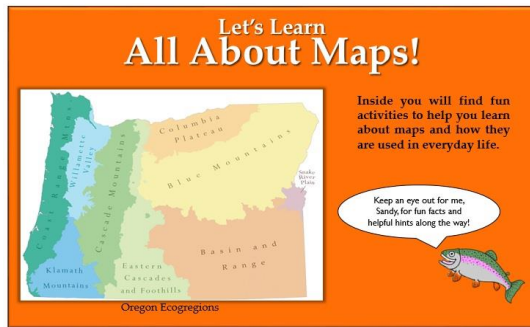 Let's Learn
All About Maps!
Inside you will find fun
activities to help you learn
about maps and how they
are used in everyday life.
Coast Range Mtns
Willamette
Valley
Cascade Mountains
Columbia
Plateau
Blue Mountains
Snake
River
Plain
Klamath
Mountains
Eastern
Cascades
and Foothills
Basin and
Range
Oregon Ecogregions
Keep an eye out for me,
Sandy, for fun facts and
helpful hints along the way!